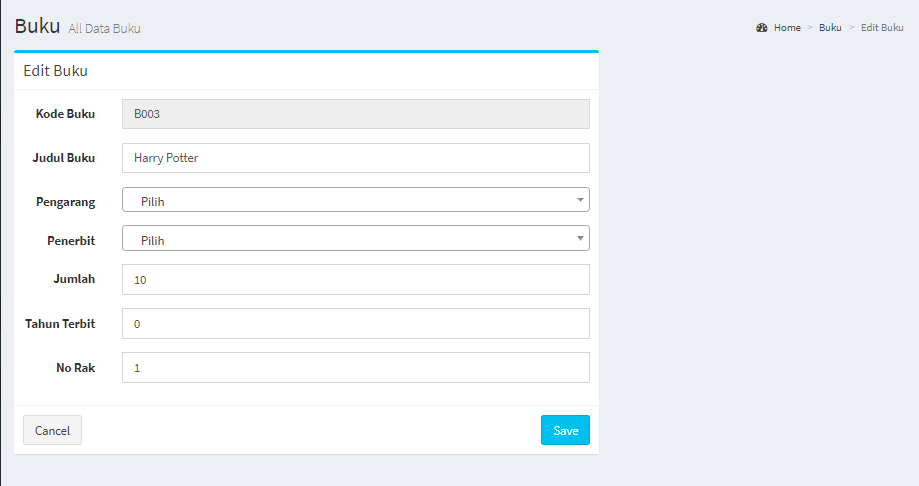 Buku All Data Buku
Home > Buku > Edit Buku
Edit Buku
Kode Buku B003
Judul Buku Harry Potter
Pengarang Pilih
Penerbit Pilih
Jumlah 10
Tahun Terbit 0
No Rak 1
Cancel Save